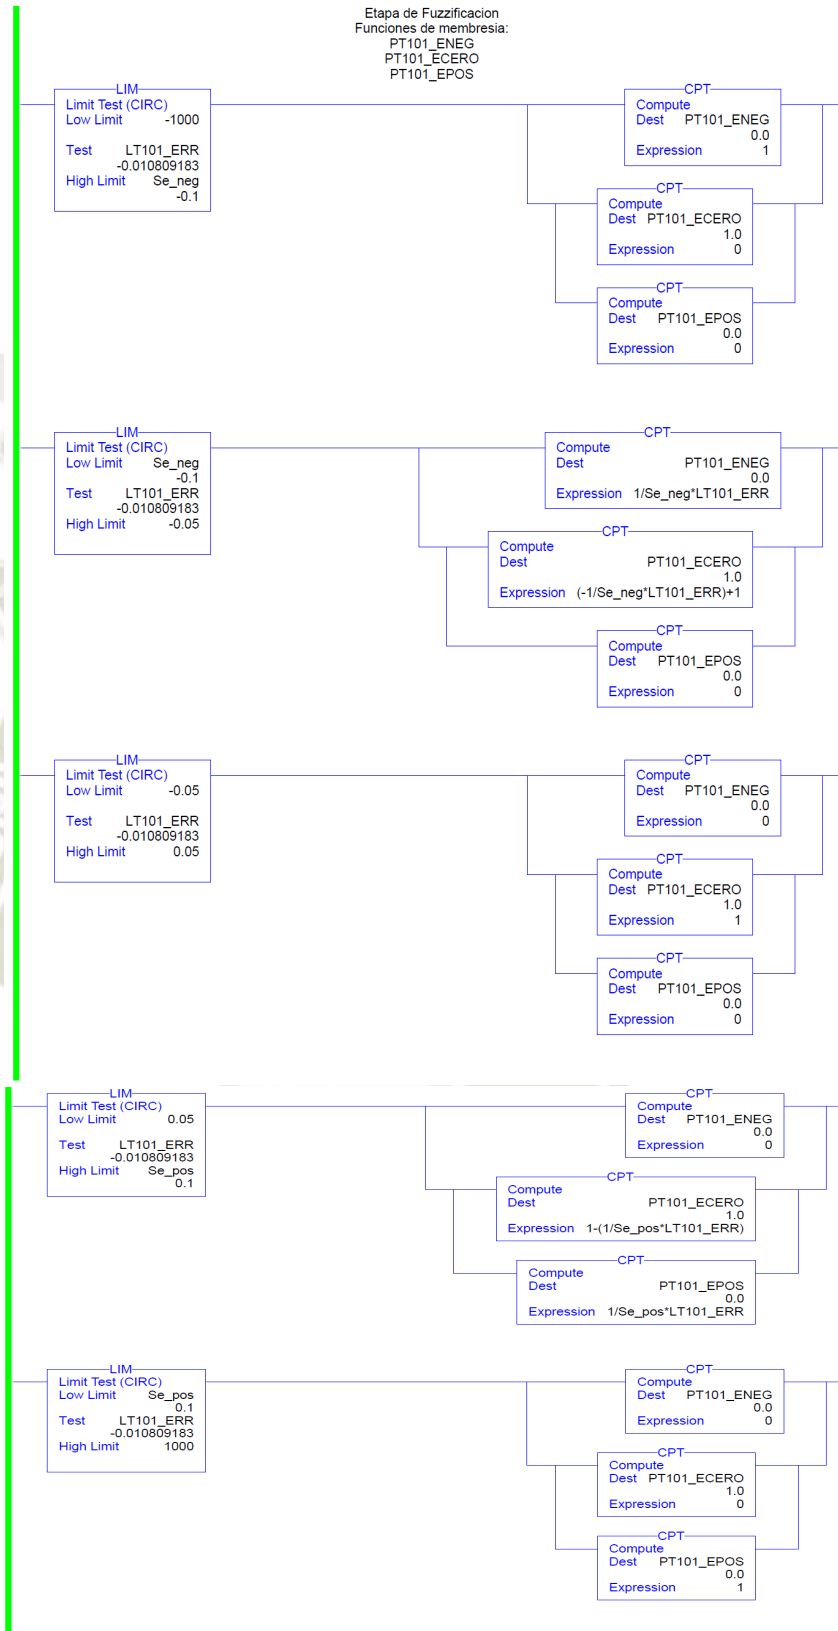 Etapa de Fuzzificacion
Funciones de membresia:
PT101_ENEG
PT101_ECERO
PT101_EPOS
LIM
Limit Test (CIRC)
Low Limit -1000
Test LT101_ERR
-0.010809183
High Limit Se_neg
-0.1
CPT
Compute
Dest PT101_ENEG
0.0
Expression 1
CPT
Compute
Dest PT101_ECERO
1.0
Expression 0
CPT
Compute
Dest PT101_EPOS
0.0
Expression 0
LIM
Limit Test (CIRC)
Low Limit Se_neg
-0.1
Test LT101_ERR
-0.010809183
High Limit -0.05
CPT
Compute
Dest PT101_ENEG
0.0
Expression 1/Se_neg*LT101_ERR
CPT
Compute
Dest PT101_ECERO
1.0
Expression (-1/Se_neg*LT101_ERR)+1
CPT
Compute
Dest PT101_EPOS
0.0
Expression 0
LIM
Limit Test (CIRC)
Low Limit -0.05
Test LT101_ERR
-0.010809183
High Limit 0.05
CPT
Compute
Dest PT101_ENEG
0.0
Expression 0
CPT
Compute
Dest PT101_ECERO
1.0
Expression 1
CPT
Compute
Dest PT101_EPOS
0.0
Expression 0
LIM
Limit Test (CIRC)
Low Limit 0.05
Test LT101_ERR
-0.010809183
High Limit Se_pos
0.1
CPT
Compute
Dest PT101_ENEG
0.0
Expression 0
CPT
Compute
Dest PT101_ECERO
1.0
Expression 1-(1/Se_pos*LT101_ERR)
CPT
Compute
Dest PT101_EPOS
0.0
Expression 1/Se_pos*LT101_ERR
LIM
Limit Test (CIRC)
Low Limit Se_pos
0.1
Test LT101_ERR
-0.010809183
High Limit 1000
CPT
Compute
Dest PT101_ENEG
0.0
Expression 0
CPT
Compute
Dest PT101_ECERO
1.0
Expression 0
CPT
Compute
Dest PT101_EPOS
0.0
Expression 1